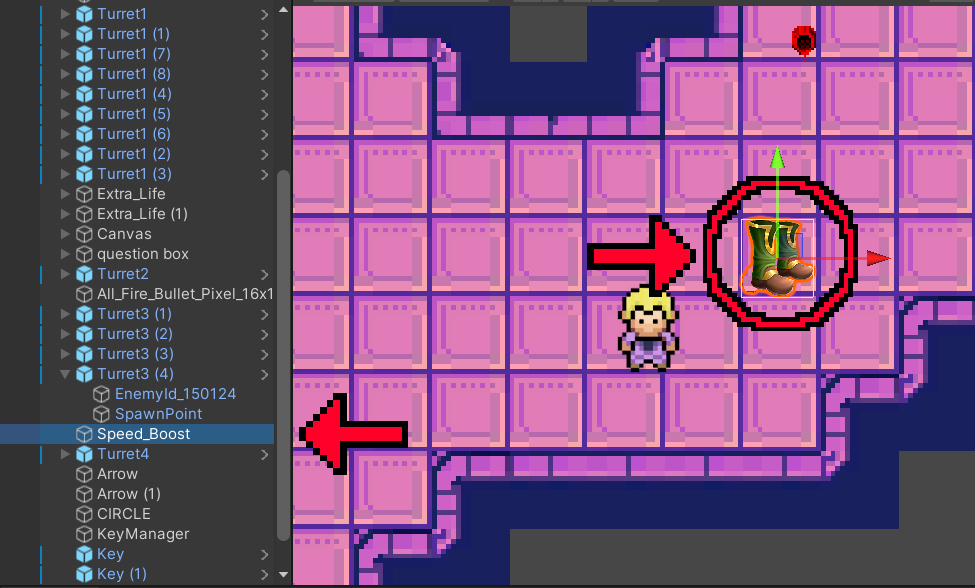 Turret1
Turret1 (1)
Turret1 (7)
Turret1 (8)
Turret1 (4)
Turret1 (5)
Turret1 (6)
Turret1 (2)
Turret1 (3)
Extra_Life
Extra_Life (1)
Canvas
question box
Turret2
All_Fire_Bullet_Pixel_16x1
Turret3 (1)
Turret3 (2)
Turret3 (3)
Turret3 (4)
EnemyId_150124
SpawnPoint
Speed_Boost
Turret4
Arrow
Arrow (1)
CIRCLE
KeyManager
Key
Key (1)